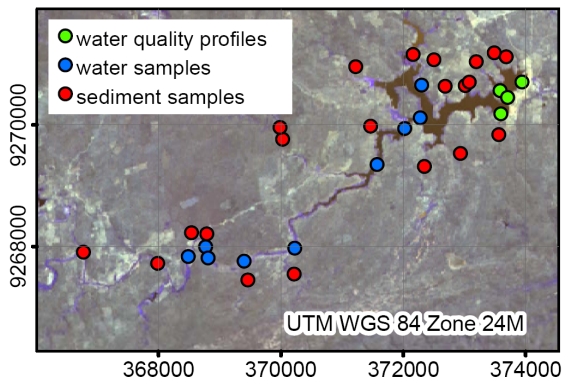 water quality profiles
water samples
sediment samples
9270000
9268000
UTM WGS 84 Zone 24M
368000 370000 372000 374000